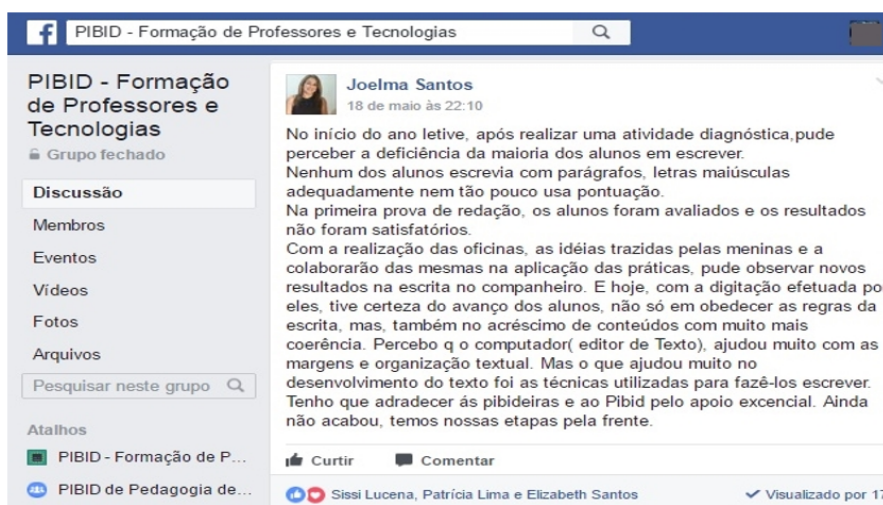 PIBID - Formação de Professores e Tecnologias
PIBID - Formação
de Professores e
Tecnologias
Grupo fechado
Discussão
Membros
Eventos
Vídeos
Fotos
Arquivos
Pesquisar neste grupo
Atalhos
PIBID - Formação de P...
PIBID de Pedagogia de...
Joelma Santos
18 de maio às 22:10
No início do ano letive, após realizar uma atividade diagnóstica,pude
perceber a deficiência da maioria dos alunos em escrever.
Nenhum dos alunos escrevia com parágrafos, letras maiúsculas
adequadamente nem tão pouco usa pontuação.
Na primeira prova de redação, os alunos foram avaliados e os resultados
não foram satisfatórios.
Com a realização das oficinas, as idéias trazidas pelas meninas e a
colaborarão das mesmas na aplicação das práticas, pude observar novos
resultados na escrita no companheiro. E hoje, com a digitação efetuada po
eles, tive certeza do avanço dos alunos, não só em obedecer as regras da
escrita, mas, também no acréscimo de conteúdos com muito mais
coerência. Percebo q o computador( editor de Texto), ajudou muito com as
margens e organização textual. Mas o que ajudou muito no
desenvolvimento do texto foi as técnicas utilizadas para fazê-los escrever.
Tenho que adradecer ás pibideiras e ao Pibid pelo apoio excencial. Ainda
não acabou, temos nossas etapas pela frente.
Curtir Comentar
Sissi Lucena, Patrícia Lima e Elizabeth Santos
Visualizado por 17